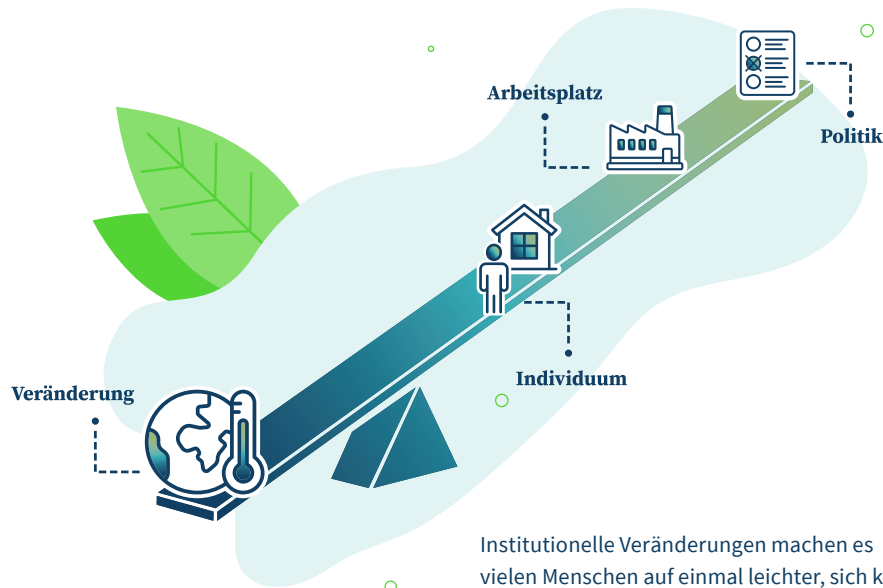 Arbeitsplatz
Politik
Individuum
Veränderung
Institutionelle Veränderungen machen es
vielen Menschen auf einmal leichter, sich